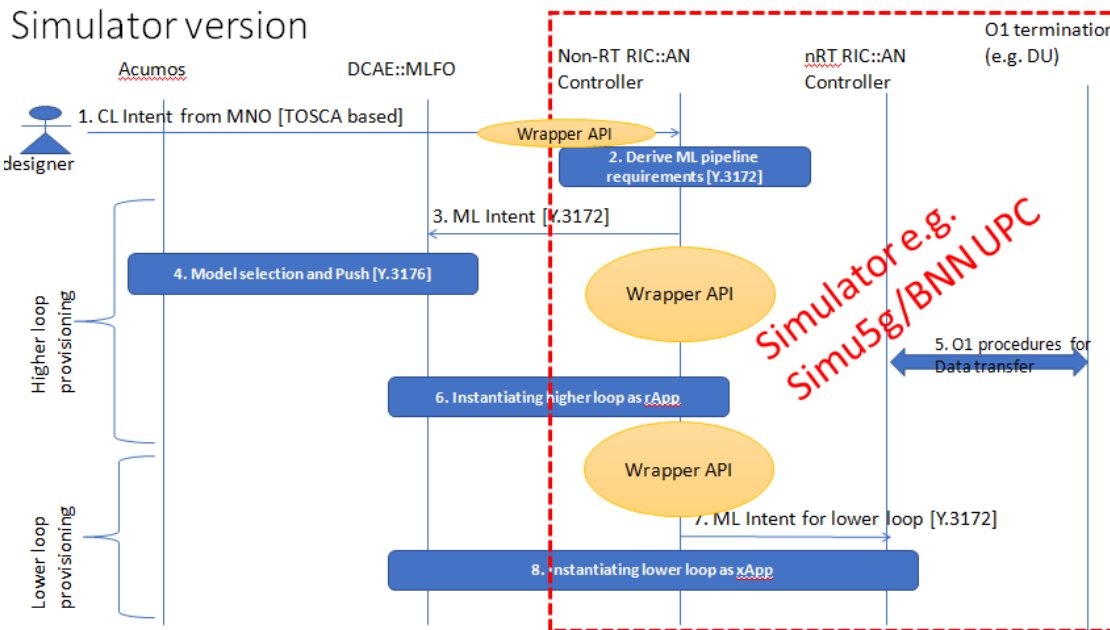 Simulator version
O1 termination
(e.g. DU)
Acumos
DCAE::MLFO
Non-RT RIC::AN
Controller
nRT RIC::AN
Controller
1. CL Intent from MNO [TOSCA based]
Wrapper API
designer
2. Derive ML pipeline
requirements [Y.3172]
3. ML Intent [Y.3172]
4. Model selection and Push [Y.3176]
Wrapper API
Simulator e.g.
Simu5g/BNN UPC
Higher loop
provisioning
5. O1 procedures for
Data transfer
6. Instantiating higher loop as rApp
Wrapper API
7. ML Intent for lower loop [Y.3172]
Lower loop
provisioning
8. Instantiating lower loop as xApp